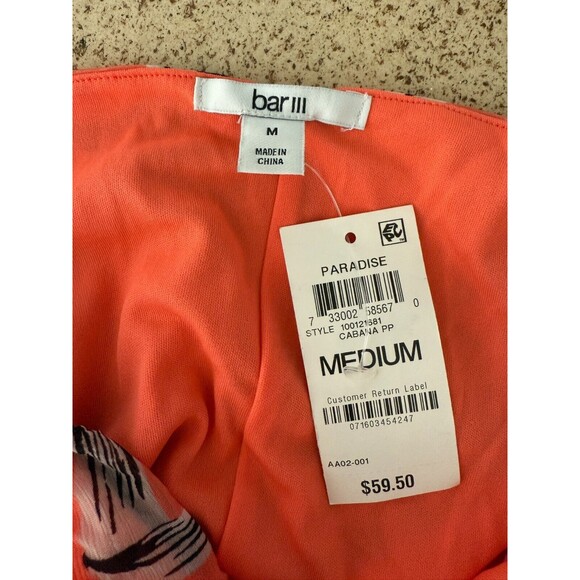 bar III
M
MADE IN
CHINA
PARADISE
7 33002 58567 0
STYLE 100121681
CABANA PP
MEDIUM
Customer Return Label
071603454247
AA02-001
$59.50